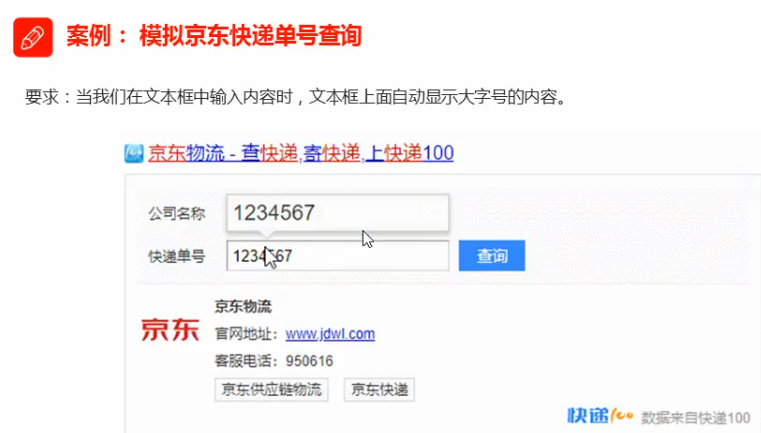 案例： 模拟京东快递单号查询
要求：当我们在文本框中输入内容时，文本框上面自动显示大字号的内容。
京东物流 - 查快递,寄快递,上快递100
公司名称 1234567
快递单号 1234567 查询
京东物流
京东 官网地址： www.jdwl.com
客服电话：950616
京东供应链物流 京东快递
快递100 数据来自快递100